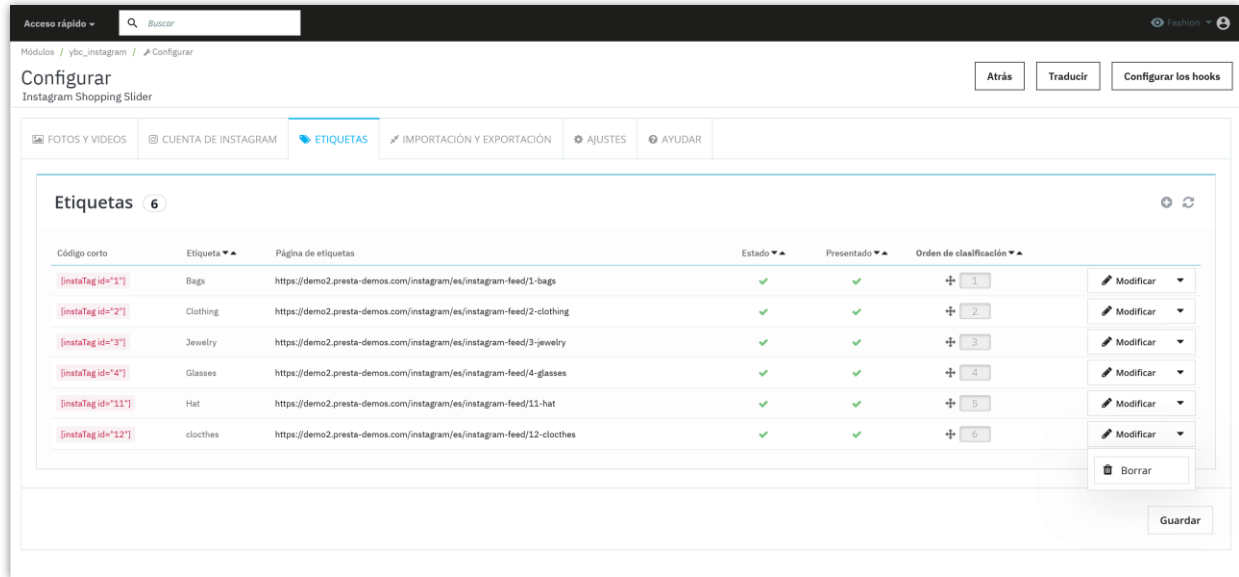 Acceso rápido Buscar Fashion
Módulos / ybc_instagram / Configurar
Configurar
Instagram Shopping Slider
Atrás Traducir Configurar los hooks
FOTOS Y VIDEOS CUENTA DE INSTAGRAM ETIQUETAS IMPORTACIÓN Y EXPORTACIÓN AJUSTES AYUDAR
Etiquetas 6
Código corto Etiqueta Página de etiquetas Estado Presentado Orden de clasificación
[instaTag id="1"] Bags https://demo2.presta-demos.com/instagram/es/instagram-feed/1-bags 1 Modificar
[instaTag id="2"] Clothing https://demo2.presta-demos.com/instagram/es/instagram-feed/2-clothing 2 Modificar
[instaTag id="3"] Jewelry https://demo2.presta-demos.com/instagram/es/instagram-feed/3-jewelry 3 Modificar
[instaTag id="4"] Glasses https://demo2.presta-demos.com/instagram/es/instagram-feed/4-glasses 4 Modificar
[instaTag id="11"] Hat https://demo2.presta-demos.com/instagram/es/instagram-feed/11-hat 5 Modificar
[instaTag id="12"] clocthes https://demo2.presta-demos.com/instagram/es/instagram-feed/12-clocthes 6 Modificar
Borrar
Guardar